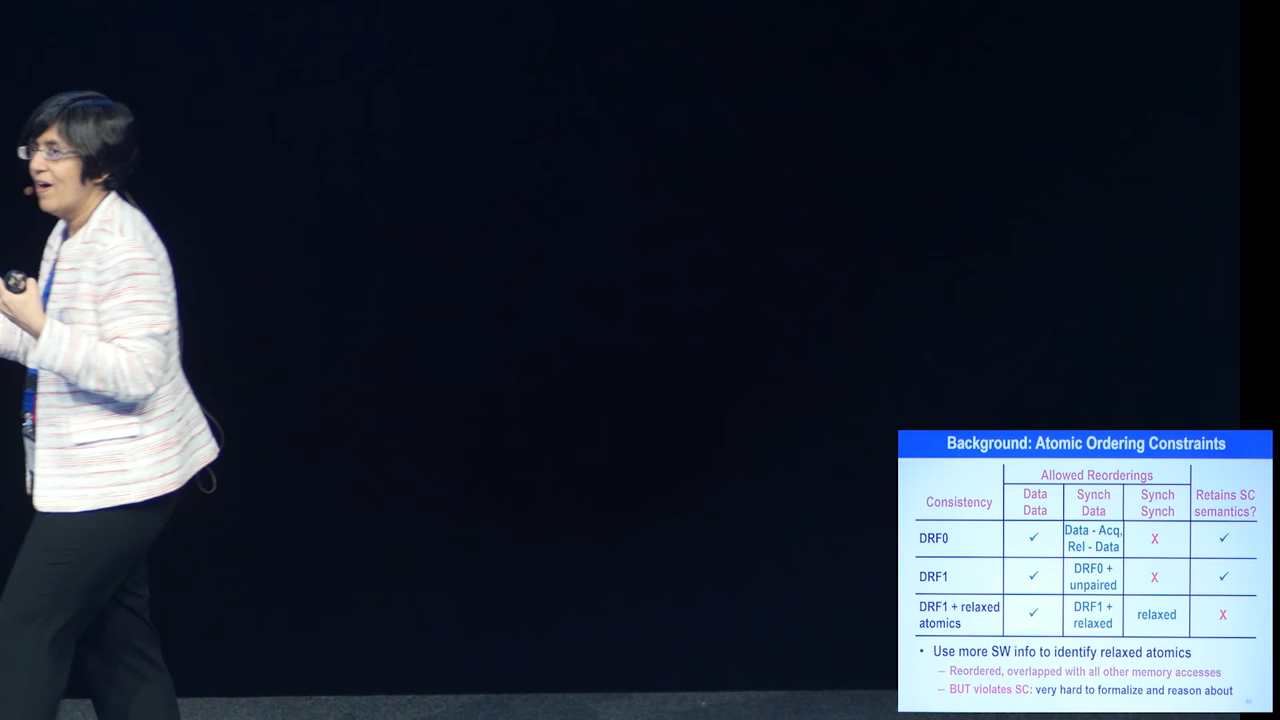 Background: Atomic Ordering Constraints
Allowed Reorderings
Consistency
Data
Data
Synch
Data
Synch
Synch
Retains SC
semantics?
DRF0
✓
Data - Acq,
Rel - Data
X
✓
DRF1
✓
DRF0 +
unpaired
X
✓
DRF1 + relaxed
atomics
✓
DRF1 +
relaxed
relaxed
X
• Use more SW info to identify relaxed atomics
– Reordered, overlapped with all other memory accesses
– BUT violates SC: very hard to formalize and reason about